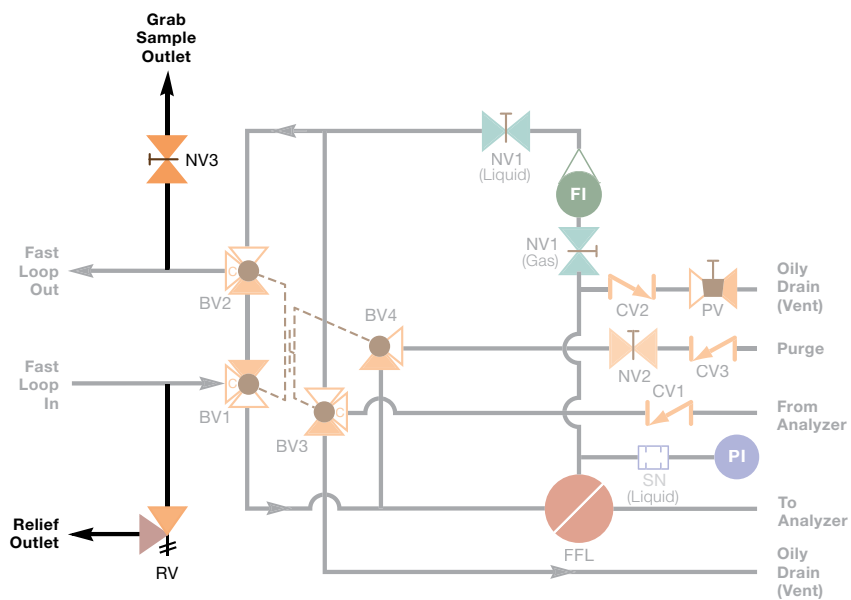 Grab
Sample
Outlet
NV3
NV1
(Liquid)
FI
NV1
(Gas)
Fast
Loop
Out
C
BV2
BV4
CV2
PV
Oily
Drain
(Vent)
NV2
CV3
Purge
Fast
Loop
In
C
BV1
C
BV3
CV1
From
Analyzer
PI
SN
(Liquid)
Relief
Outlet
RV
FFL
To
Analyzer
Oily
Drain
(Vent)